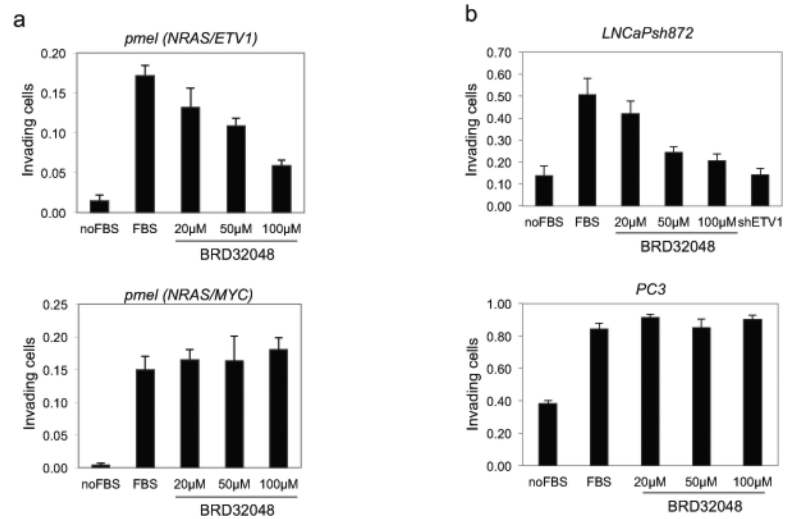 a
pmel (NRAS/ETV1)
Invading cells
0.20
0.15
0.10
0.05
0.00
noFBS FBS 20μM 50μM 100μM
BRD32048
pmel (NRAS/MYC)
Invading cells
0.25
0.20
0.15
0.10
0.05
0.00
noFBS FBS 20μM 50μM 100μM
BRD32048
b
LNCaPsh872
Invading cells
0.70
0.60
0.50
0.40
0.30
0.20
0.10
0.00
noFBS FBS 20μM 50μM 100μM shETV1
BRD32048
PC3
Invading cells
1.00
0.80
0.60
0.40
0.20
0.00
noFBS FBS 20μM 50μM 100μM
BRD32048